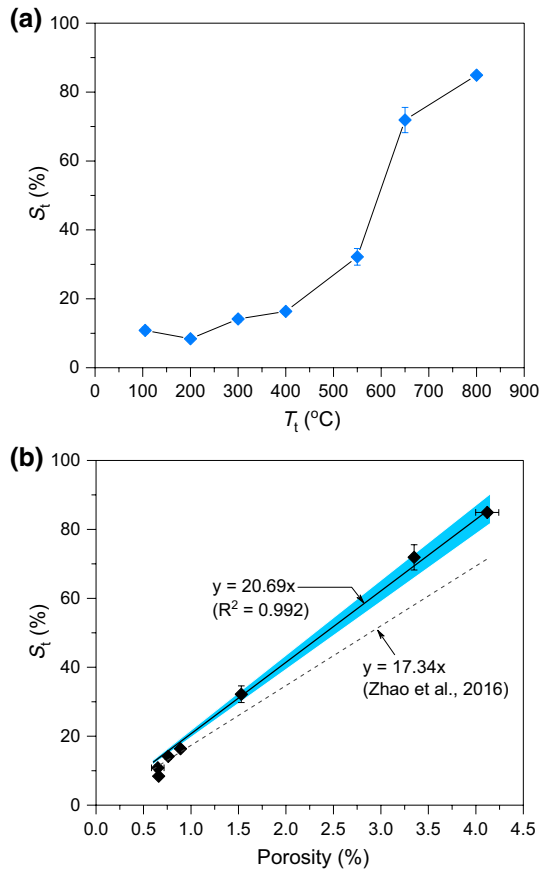 (a)
100
80
60
40
20
0
St (%)
0 100 200 300 400 500 600 700 800 900
Tt (oC)
(b)
100
80
60
40
20
0
St (%)
y = 20.69x
(R2 = 0.992)
y = 17.34x
(Zhao et al., 2016)
0.0 0.5 1.0 1.5 2.0 2.5 3.0 3.5 4.0 4.5
Porosity (%)